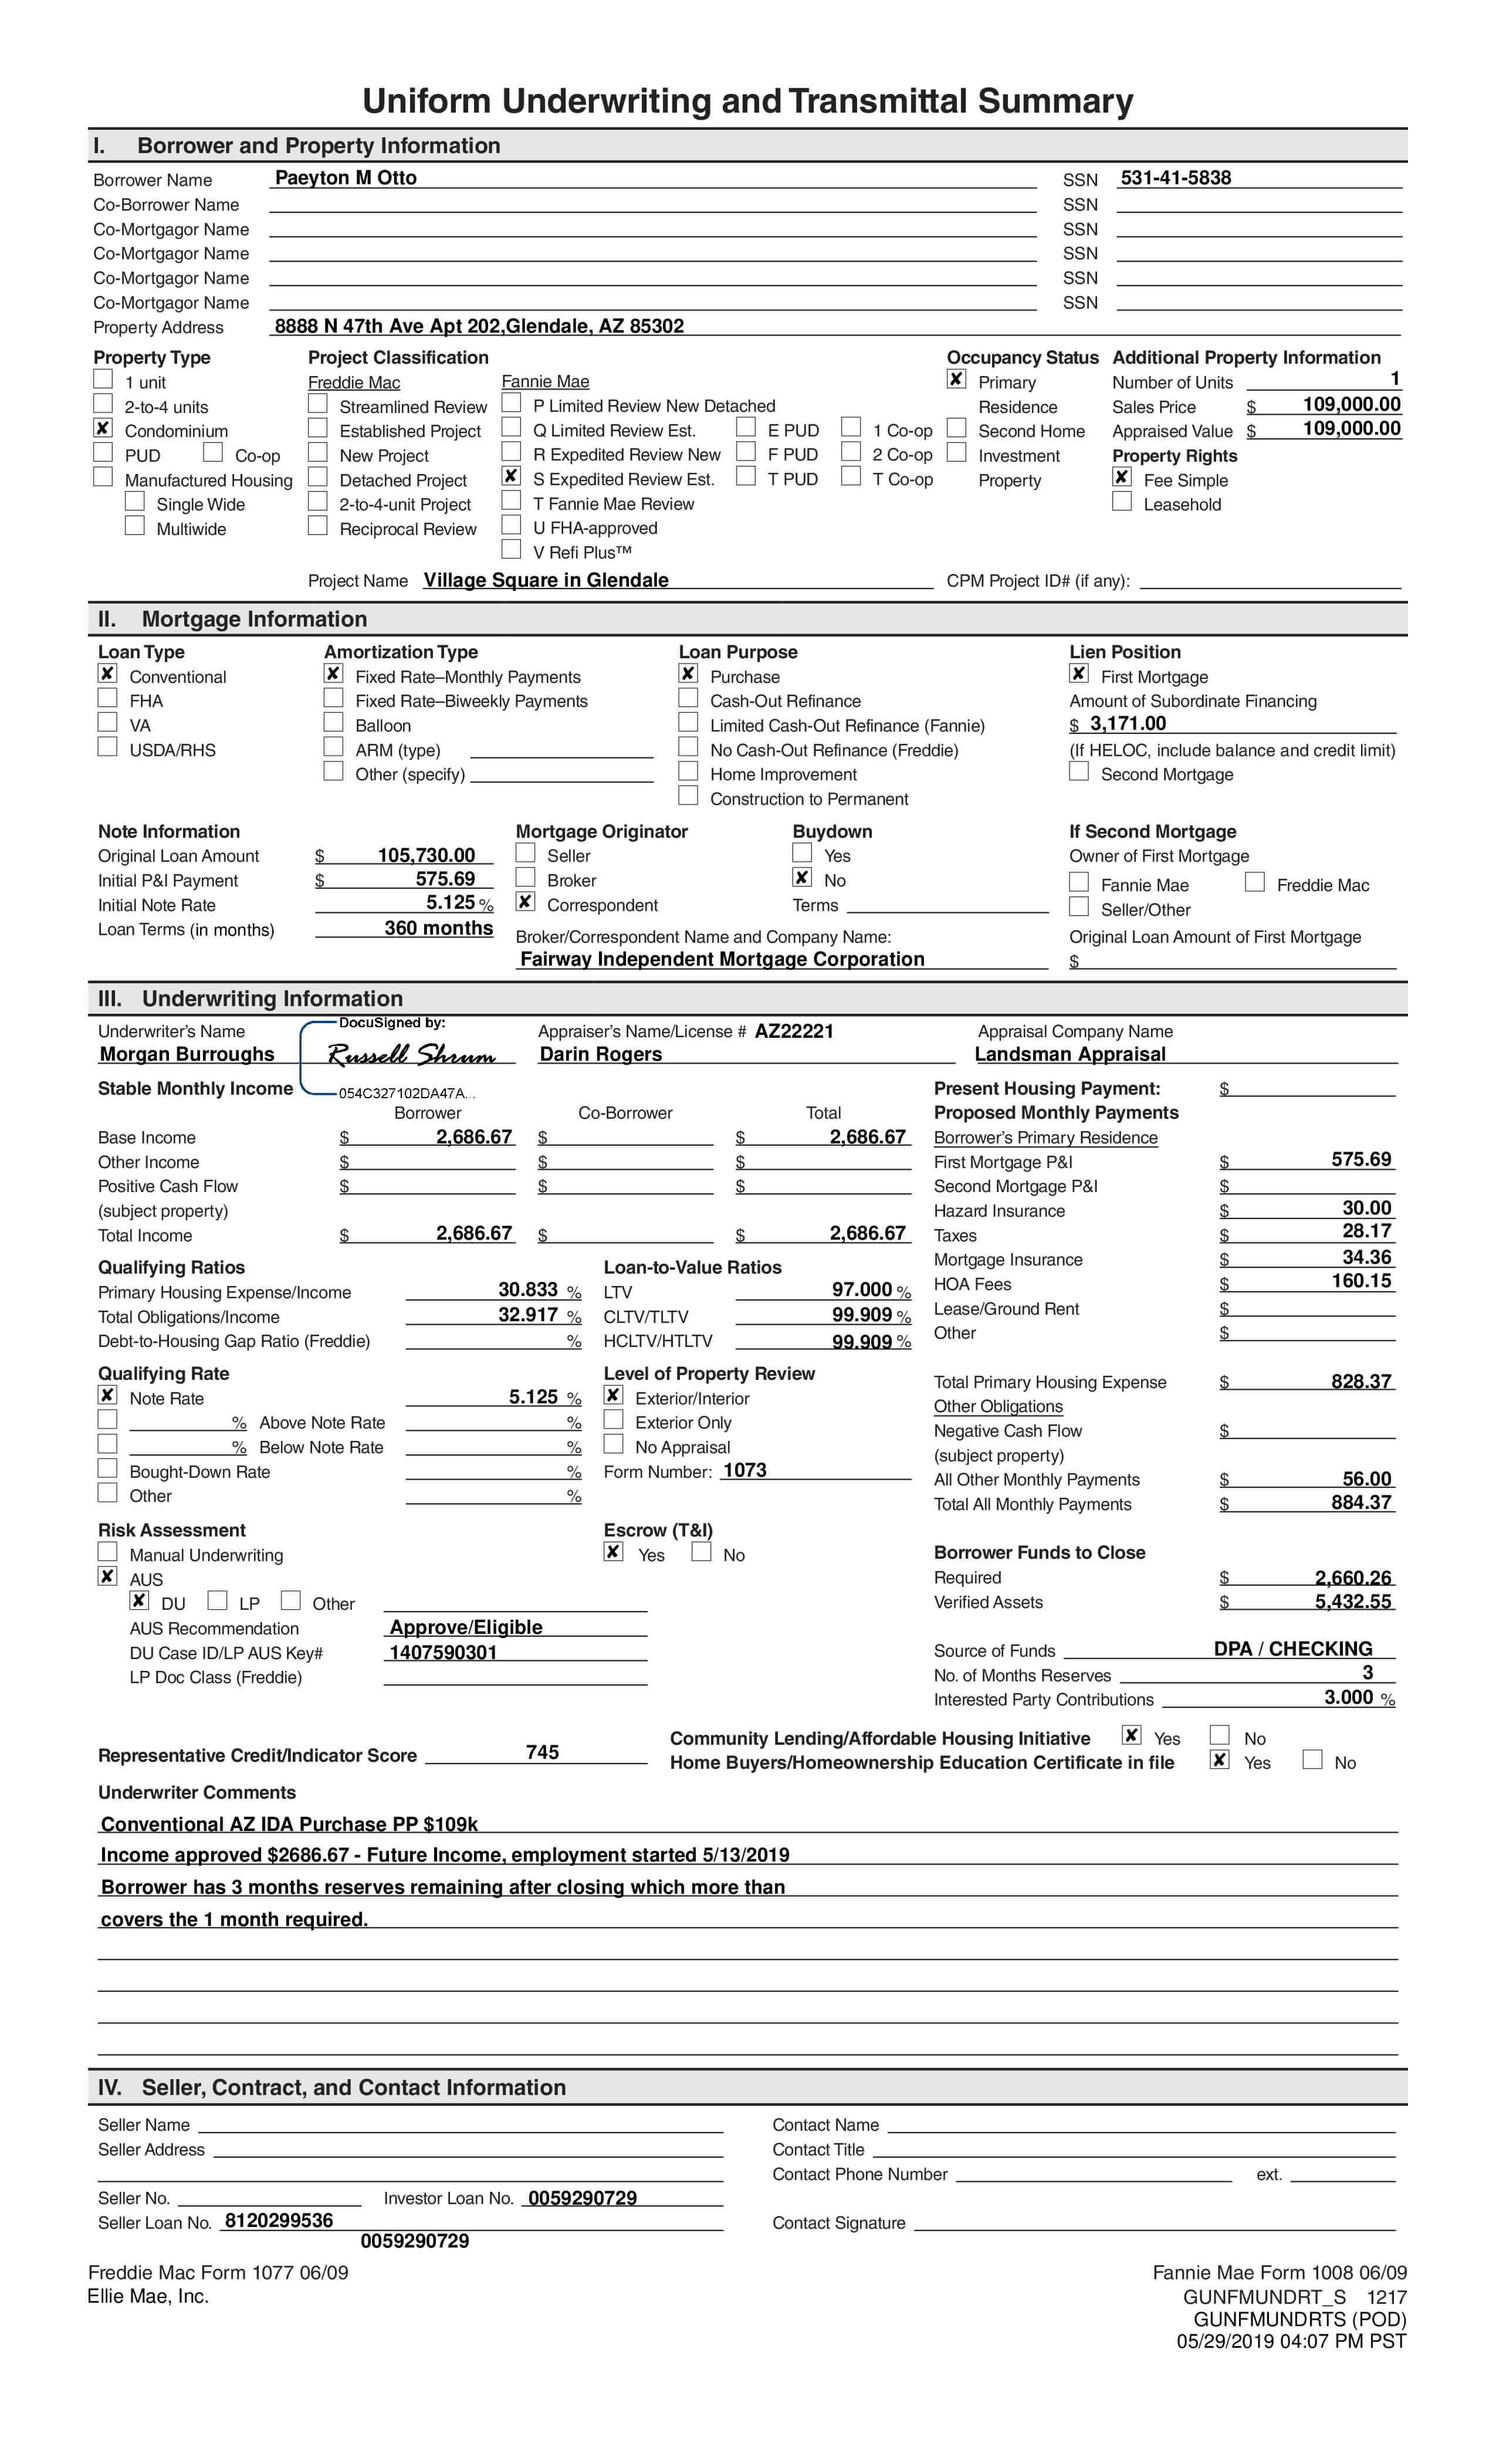 Uniform Underwriting and Transmittal Summary
I. Borrower and Property Information
Borrower Name Paeyton M Otto SSN 531-41-5838
Co-Borrower Name SSN
Co-Mortgagor Name SSN
Co-Mortgagor Name SSN
Co-Mortgagor Name SSN
Co-Mortgagor Name SSN
Property Address 8888 N 47th Ave Apt 202,Glendale, AZ 85302
Property Type Project Classification Occupancy Status Additional Property Information
1 unit Freddie Mac Fannie Mae ✘ Primary Number of Units 1
2-to-4 units Streamlined Review P Limited Review New Detached Residence Sales Price $ 109,000.00
✘ Condominium Established Project Q Limited Review Est. E PUD 1 Co-op Second Home Appraised Value $ 109,000.00
PUD Co-op New Project R Expedited Review New F PUD 2 Co-op Investment Property Rights
Manufactured Housing Detached Project ✘ S Expedited Review Est. T PUD T Co-op Property ✘ Fee Simple
Single Wide 2-to-4-unit Project T Fannie Mae Review Leasehold
Multiwide Reciprocal Review U FHA-approved
V Refi Plus™
Project Name Village Square in Glendale CPM Project ID# (if any):
II. Mortgage Information
Loan Type Amortization Type Loan Purpose Lien Position
✘ Conventional ✘ Fixed Rate–Monthly Payments ✘ Purchase ✘ First Mortgage
FHA Fixed Rate–Biweekly Payments Cash-Out Refinance Amount of Subordinate Financing
VA Balloon Limited Cash-Out Refinance (Fannie) $ 3,171.00
USDA/RHS ARM (type) No Cash-Out Refinance (Freddie) (If HELOC, include balance and credit limit)
Other (specify) Home Improvement Second Mortgage
Construction to Permanent
Note Information Mortgage Originator Buydown If Second Mortgage
Original Loan Amount $ 105,730.00 Seller Yes Owner of First Mortgage
Initial P&I Payment $ 575.69 Broker ✘ No Fannie Mae Freddie Mac
Initial Note Rate 5.125 % ✘ Correspondent Terms Seller/Other
Loan Terms (in months) 360 months Broker/Correspondent Name and Company Name: Original Loan Amount of First Mortgage
Fairway Independent Mortgage Corporation $
III. Underwriting Information
DocuSigned by:
Underwriter's Name Appraiser's Name/License # AZ22221 Appraisal Company Name
Morgan Burroughs Russell Shrum Darin Rogers Landsman Appraisal
Stable Monthly Income 054C327102DA47A... Present Housing Payment: $
Borrower Co-Borrower Total Proposed Monthly Payments
Base Income $ 2,686.67 $ $ 2,686.67 Borrower's Primary Residence
Other Income $ $ $ First Mortgage P&I $ 575.69
Positive Cash Flow $ $ $ Second Mortgage P&I $
(subject property) Hazard Insurance $ 30.00
Total Income $ 2,686.67 $ $ 2,686.67 Taxes $ 28.17
Qualifying Ratios Loan-to-Value Ratios Mortgage Insurance $ 34.36
Primary Housing Expense/Income 30.833 % LTV 97.000 % HOA Fees $ 160.15
Total Obligations/Income 32.917 % CLTV/TLTV 99.909 % Lease/Ground Rent $
Debt-to-Housing Gap Ratio (Freddie) % HCLTV/HTLTV 99.909 % Other $
Qualifying Rate Level of Property Review Total Primary Housing Expense $ 828.37
✘ Note Rate 5.125 % ✘ Exterior/Interior Other Obligations
% Above Note Rate % Exterior Only Negative Cash Flow $
% Below Note Rate % No Appraisal (subject property)
Bought-Down Rate % Form Number: 1073 All Other Monthly Payments $ 56.00
Other % Total All Monthly Payments $ 884.37
Risk Assessment Escrow (T&I)
Manual Underwriting ✘ Yes No Borrower Funds to Close
✘ AUS Required $ 2,660.26
✘ DU LP Other Verified Assets $ 5,432.55
AUS Recommendation Approve/Eligible
DU Case ID/LP AUS Key# 1407590301 Source of Funds DPA / CHECKING
LP Doc Class (Freddie) No. of Months Reserves 3
Interested Party Contributions 3.000 %
Community Lending/Affordable Housing Initiative ✘ Yes No
Representative Credit/Indicator Score 745 Home Buyers/Homeownership Education Certificate in file ✘ Yes No
Underwriter Comments
Conventional AZ IDA Purchase PP $109k
Income approved $2686.67 - Future Income, employment started 5/13/2019
Borrower has 3 months reserves remaining after closing which more than
covers the 1 month required.
IV. Seller, Contract, and Contact Information
Seller Name Contact Name
Seller Address Contact Title
Contact Phone Number ext.
Seller No. Investor Loan No. 0059290729
Seller Loan No. 8120299536 Contact Signature
0059290729
Freddie Mac Form 1077 06/09 Fannie Mae Form 1008 06/09
Ellie Mae, Inc. GUNFMUNDRT_S 1217
GUNFMUNDRTS (POD)
05/29/2019 04:07 PM PST